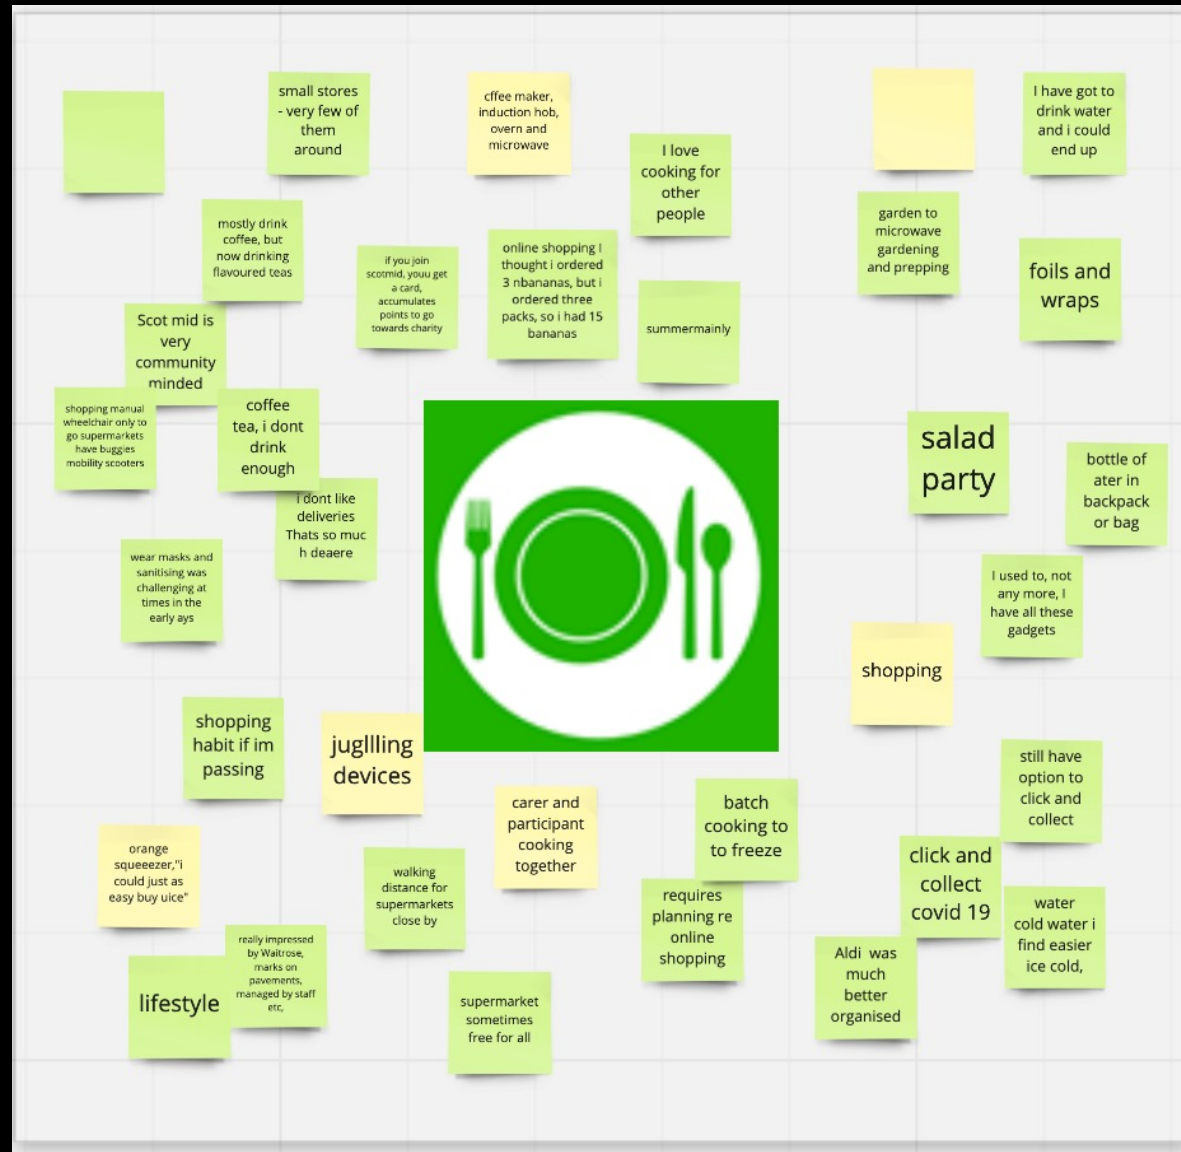 small stores
- very few of
them
around
cffee maker,
induction hob,
overn and
microwave
I love
cooking for
other
people
I have got to
drink water
and i could
end up
mostly drink
coffee, but
now drinking
flavoured teas
if you join
scotmid, youu get
a card,
accumulates
points to go
towards charity
online shopping I
thought i ordered
3 nbananas, but i
ordered three
packs, so i had 15
bananas
summermainly
garden to
microwave
gardening
and prepping
foils and
wraps
Scot mid is
very
community
minded
shopping manual
wheelchair only to
go supermarkets
have buggies
mobility scooters
coffee
tea, i dont
drink
enough
i dont like
deliveries
Thats so muc
h deaere
wear masks and
sanitising was
challenging at
times in the
early ays
salad
party
bottle of
ater in
backpack
or bag
I used to, not
any more, I
have all these
gadgets
shopping
shopping
habit if im
passing
jugllling
devices
carer and
participant
cooking
together
batch
cooking to
to freeze
still have
option to
click and
collect
orange
squeeezer,"i
could just as
easy buy uice"
walking
distance for
supermarkets
close by
requires
planning re
online
shopping
click and
collect
covid 19
water
cold water i
find easier
ice cold,
lifestyle
really impressed
by Waitrose,
marks on
pavements,
managed by staff
etc,
supermarket
sometimes
free for all
Aldi was
much
better
organised